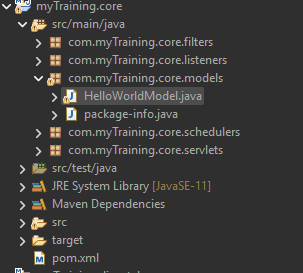 myTraining.core
src/main/java
com.myTraining.core.filters
com.myTraining.core.listeners
com.myTraining.core.models
HelloWorldModel.java
package-info.java
com.myTraining.core.schedulers
com.myTraining.core.servlets
src/test/java
JRE System Library [JavaSE-11]
Maven Dependencies
src
target
pom.xml